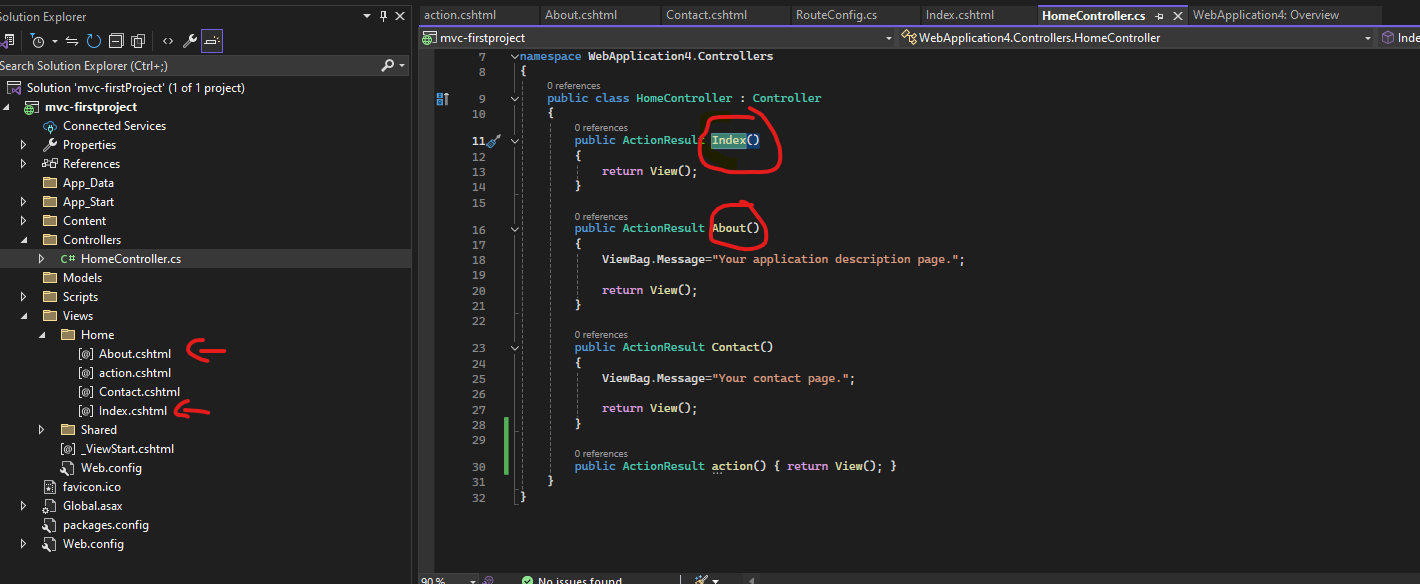 Solution Explorer
Search Solution Explorer (Ctrl+;)
Solution 'mvc-firstProject' (1 of 1 project)
mvc-firstproject
Connected Services
Properties
References
App_Data
App_Start
Content
Controllers
C# HomeController.cs
Models
Scripts
Views
Home
[@] About.cshtml
[@] action.cshtml
[@] Contact.cshtml
[@] Index.cshtml
Shared
[@] _ViewStart.cshtml
Web.config
favicon.ico
Global.asax
packages.config
Web.config
action.cshtml About.cshtml Contact.cshtml RouteConfig.cs Index.cshtml HomeController.cs WebApplication4: Overview
mvc-firstproject WebApplication4.Controllers.HomeController Inde
7 namespace WebApplication4.Controllers
8 {
0 references
9 public class HomeController : Controller
10 {
0 references
11 public ActionResult Index()
12 {
13 return View();
14 }
15
0 references
16 public ActionResult About()
17 {
18 ViewBag.Message="Your application description page.";
19
20 return View();
21 }
22
0 references
23 public ActionResult Contact()
24 {
25 ViewBag.Message="Your contact page.";
26
27 return View();
28 }
29
0 references
30 public ActionResult action() { return View(); }
31 }
32 }
90 % No issues found